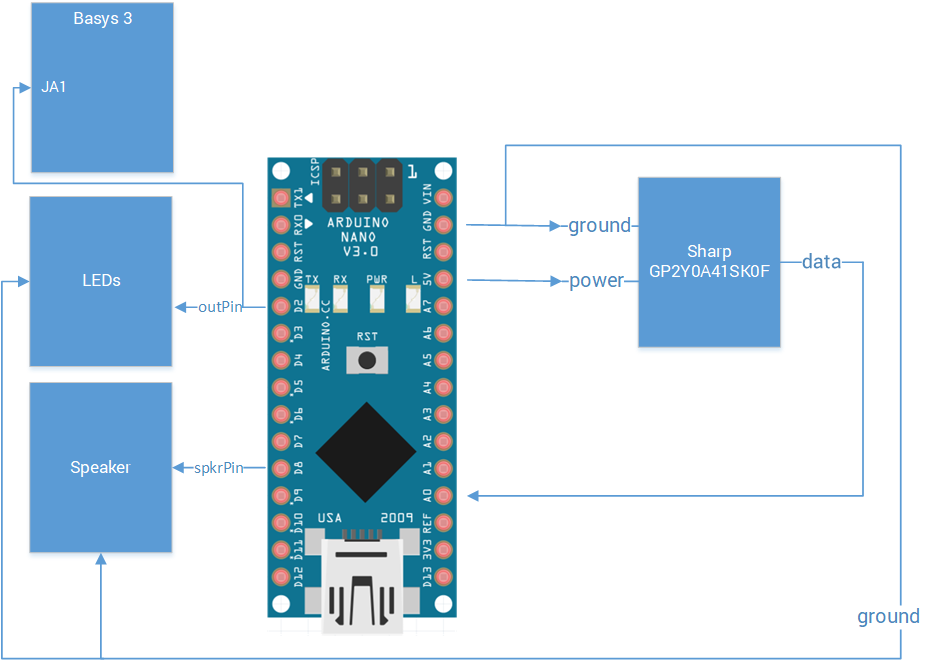 Basys 3
JA1
LEDs
outPin
Speaker
spkrPin
ICSP
1
ARDUINO
NANO
V3.0
TX
RX
PWR
L
ARDUINO.CC
RST
USA
2009
TX1
RX0
RST
GND
D2
D3
D4
D5
D6
D7
D8
D9
D10
D11
D12
VIN
GND
RST
5V
A7
A6
A5
A4
A3
A2
A1
A0
REF
3V3
D13
ground
power
Sharp
GP2Y0A41SK0F
data
ground